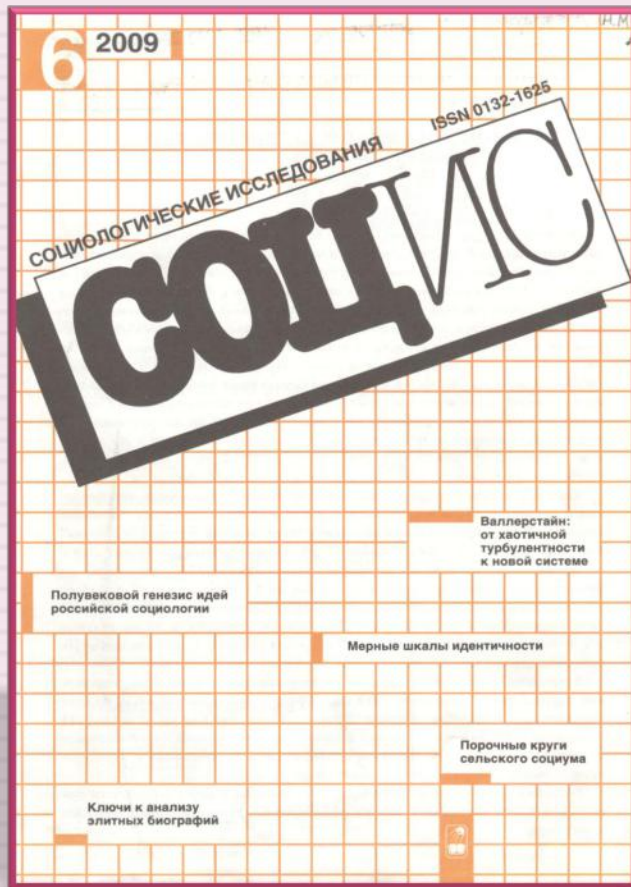 6 2009
ISSN 0132-1625
СОЦИОЛОГИЧЕСКИЕ ИССЛЕДОВАНИЯ
СОЦИС
Валлерстайн:
от хаотичной
турбулентности
к новой системе
Полувековой генезис идей
российской социологии
Мерные шкалы идентичности
Порочные круги
сельского социума
Ключи к анализу
элитных биографий